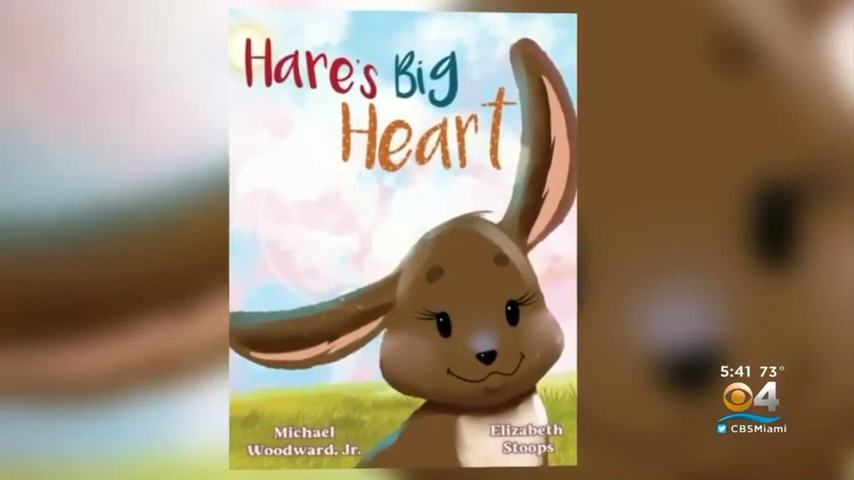 Hare's Big
Heart
Michael
Woodward, Jr.
Elizabeth
Stoops
5:41 73°
4
CBSMiami